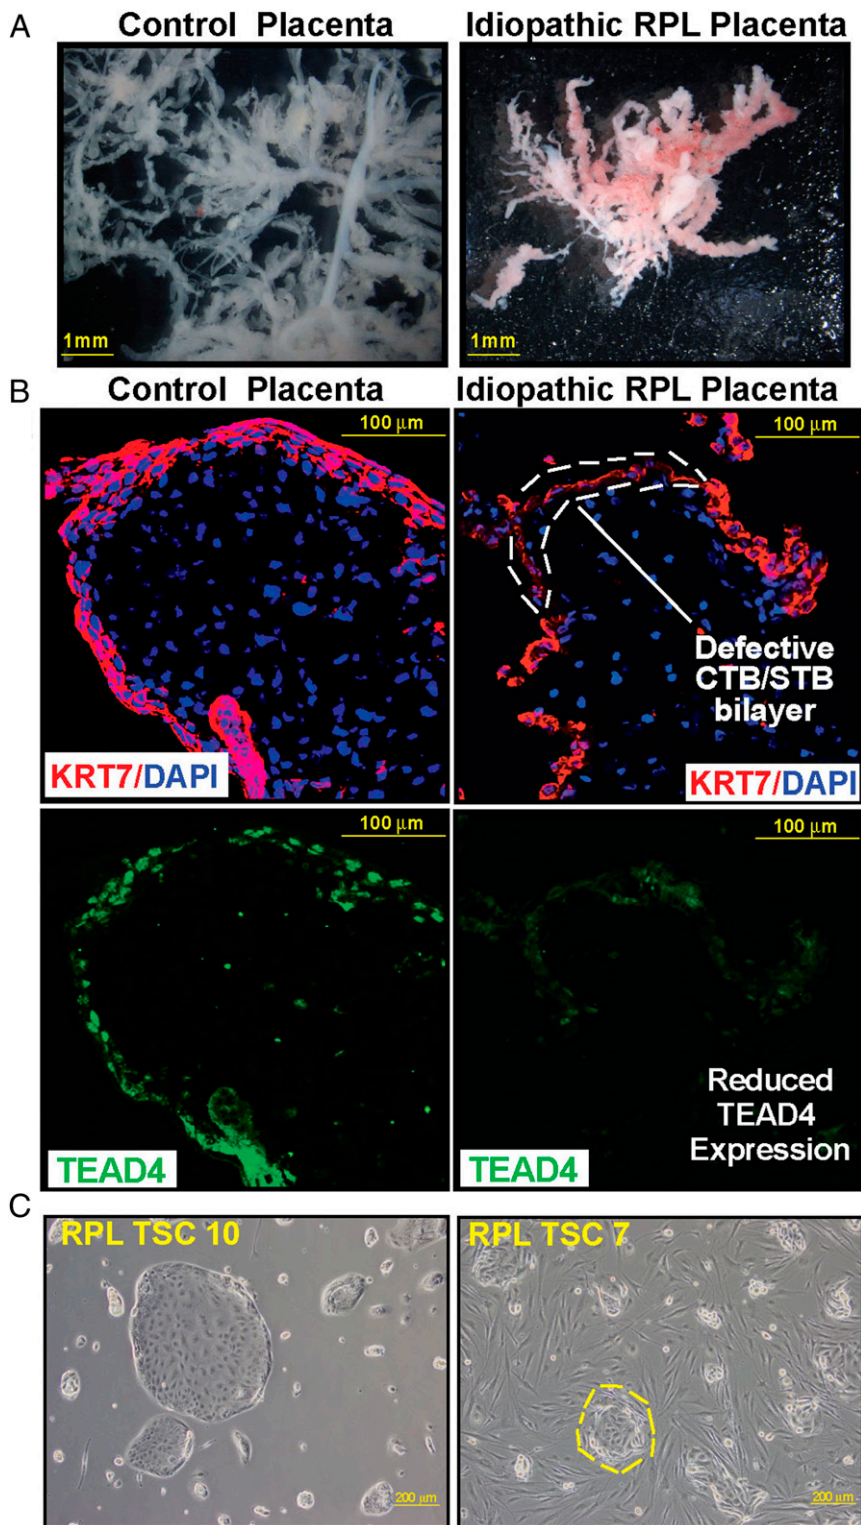 A
Control Placenta
Idiopathic RPL Placenta
1mm
1mm
B
Control Placenta
Idiopathic RPL Placenta
100 μm
100 μm
Defective
CTB/STB
bilayer
KRT7/DAPI
KRT7/DAPI
100 μm
100 μm
Reduced
TEAD4
Expression
TEAD4
TEAD4
C
RPL TSC 10
RPL TSC 7
200 μm
200 μm